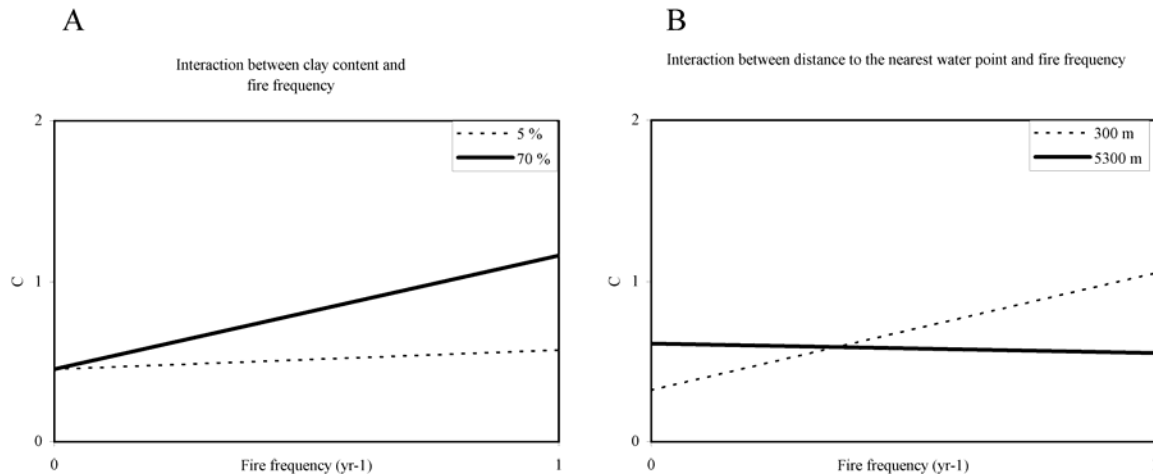 A
Interaction between clay content and
fire frequency
2
5 %
70 %
1
C
0
0
Fire frequency (yr-1)
1
B
Interaction between distance to the nearest water point and fire frequency
2
300 m
5300 m
1
C
0
0
Fire frequency (yr-1)